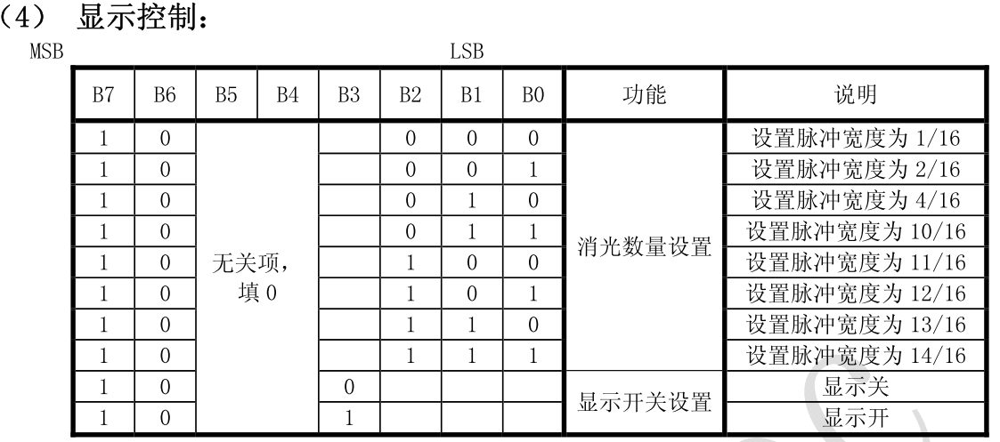 （4） 显示控制：
MSB LSB
B7 B6 B5 B4 B3 B2 B1 B0 功能 说明
1 0 0 0 0 设置脉冲宽度为 1/16
1 0 0 0 1 设置脉冲宽度为 2/16
1 0 0 1 0 设置脉冲宽度为 4/16
1 0 0 1 1 设置脉冲宽度为 10/16
消光数量设置
1 0 无关项， 1 0 0 设置脉冲宽度为 11/16
1 0 填 0 1 0 1 设置脉冲宽度为 12/16
1 0 1 1 0 设置脉冲宽度为 13/16
1 0 1 1 1 设置脉冲宽度为 14/16
1 0 0 显示关
显示开关设置
1 0 1 显示开